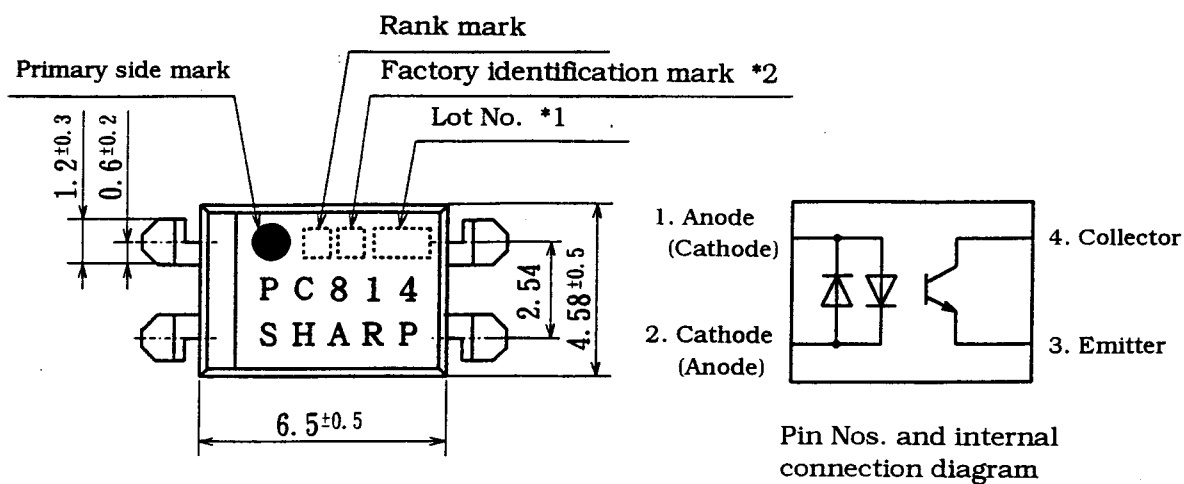 Rank mark
Primary side mark
Factory identification mark *2
Lot No. *1
1.2±0.3
0.6±0.2
PC814
SHARP
2.54
4.58±0.5
6.5±0.5
1. Anode
(Cathode)
2. Cathode
(Anode)
4. Collector
3. Emitter
Pin Nos. and internal
connection diagram